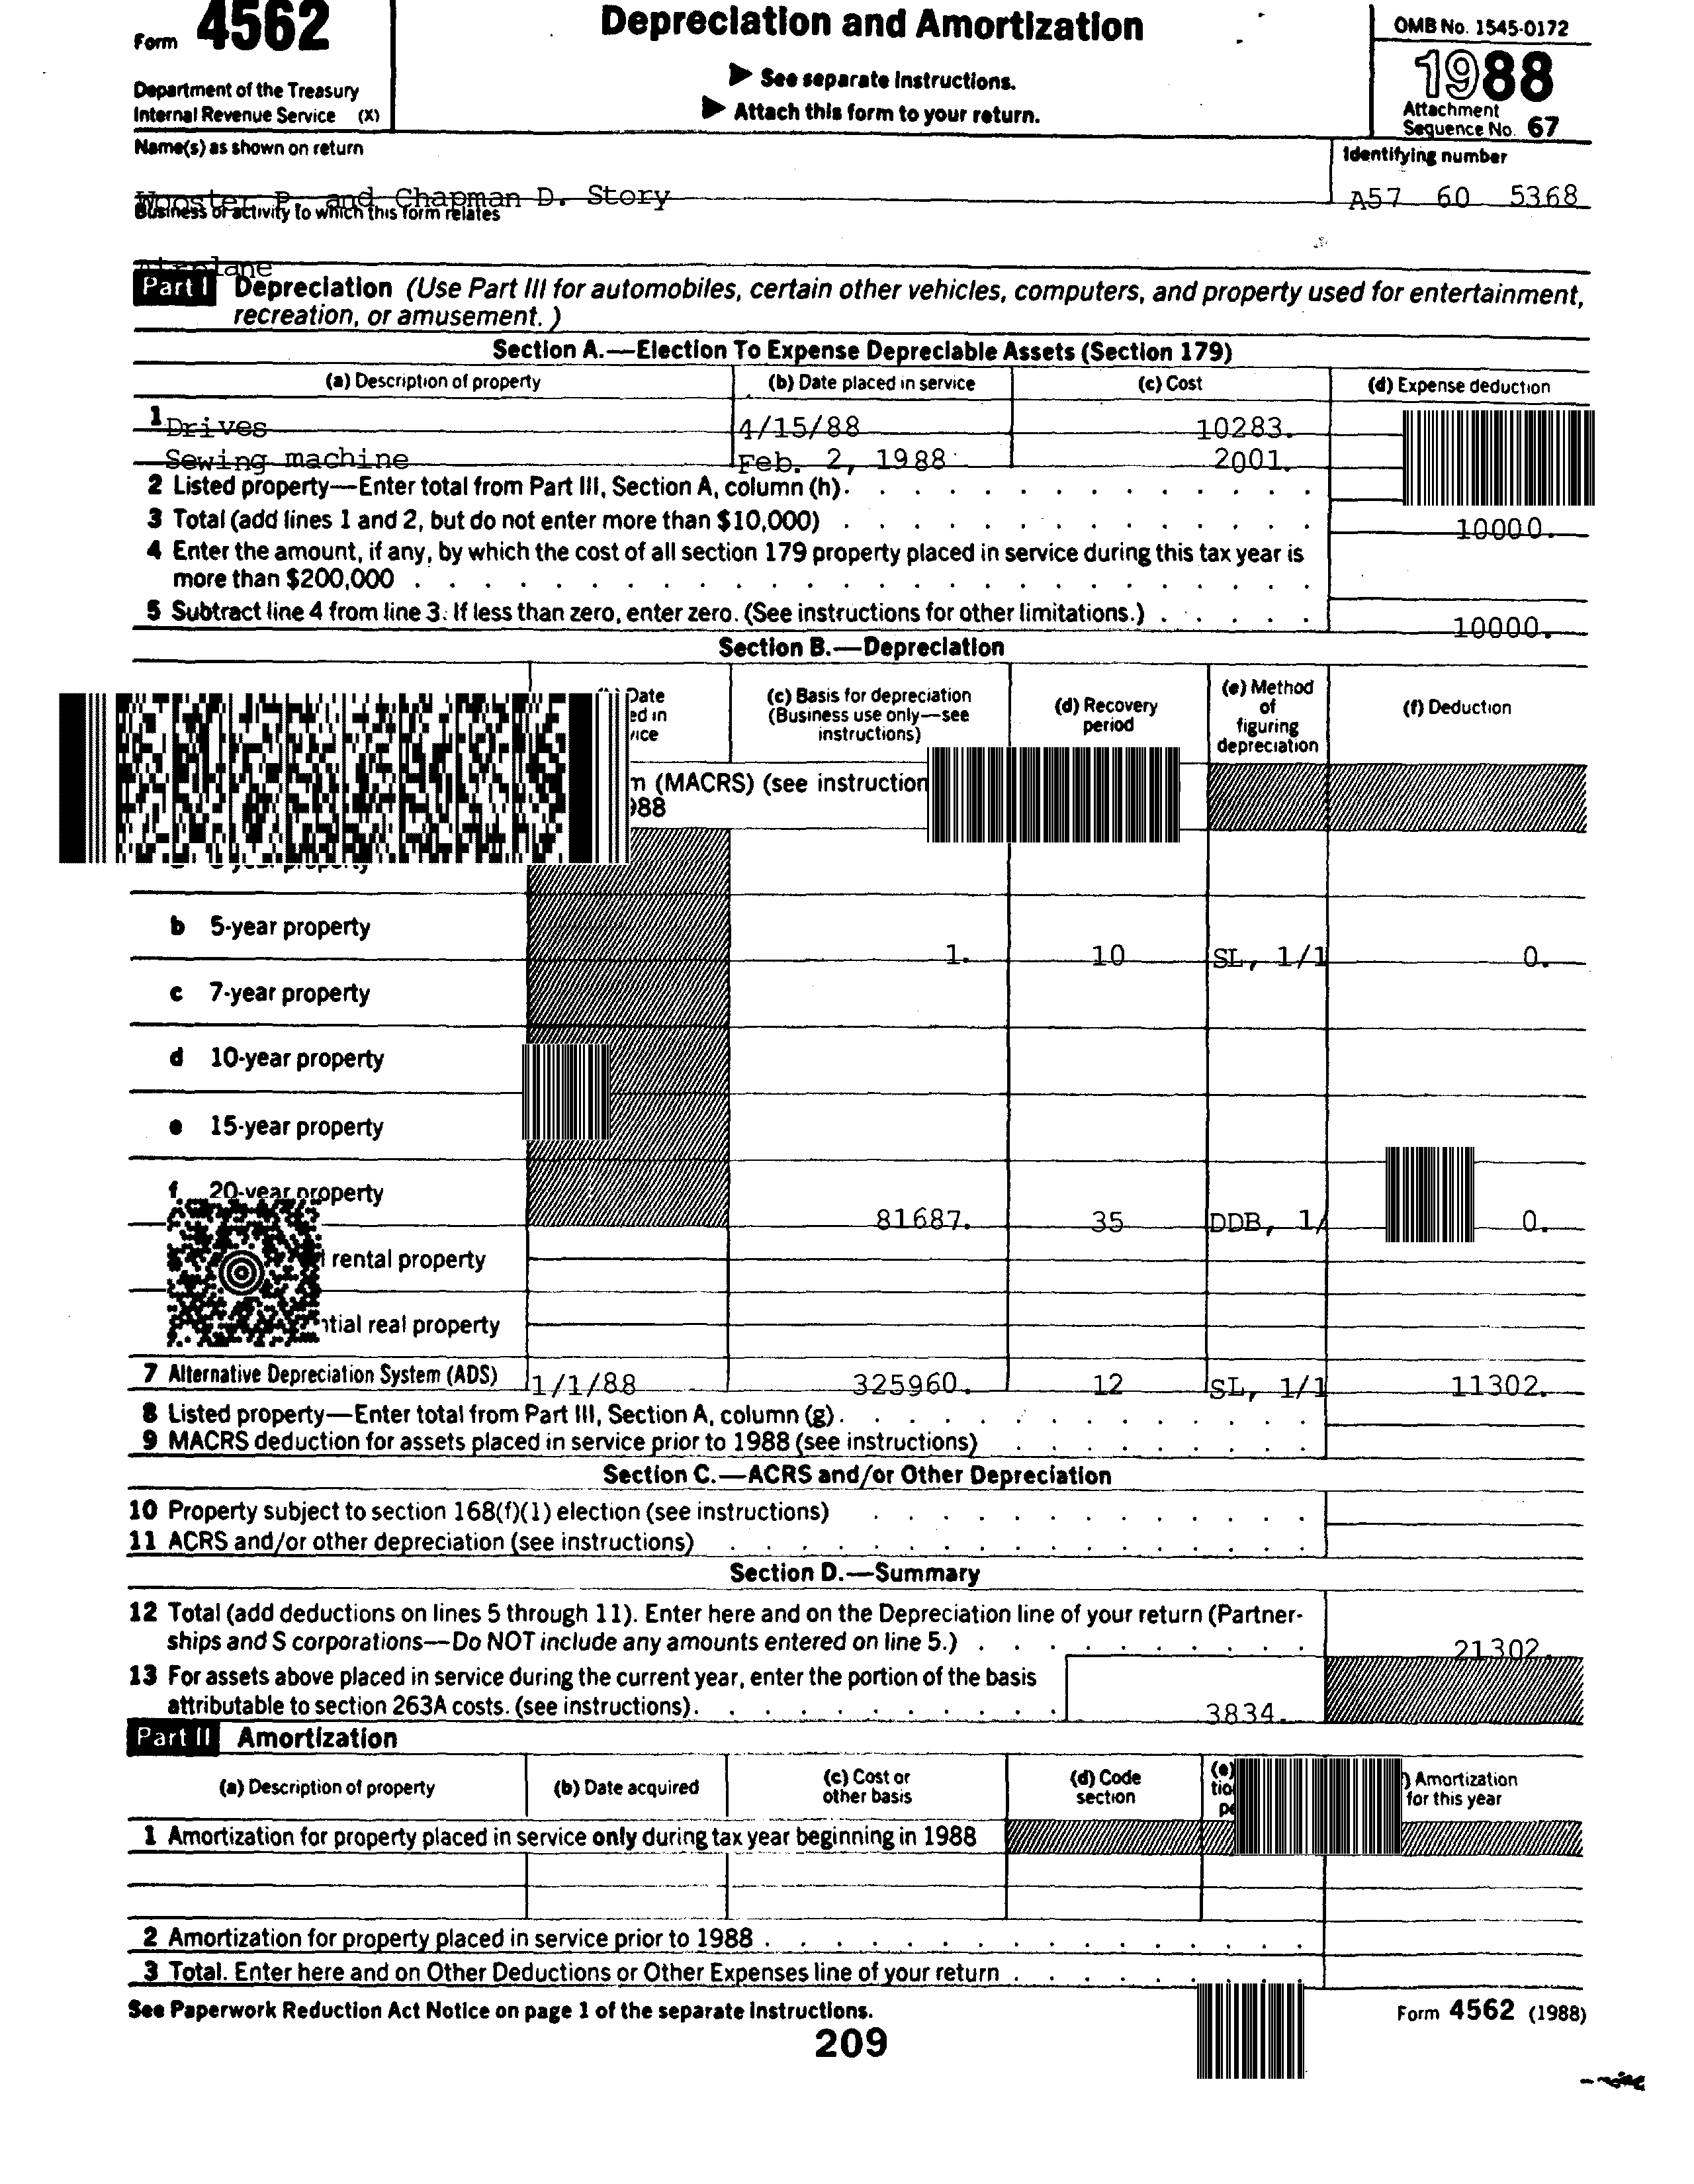 Form 4562
Department of the Treasury
Internal Revenue Service (X)
Depreciation and Amortization
▶ See separate instructions.
▶ Attach this form to your return.
OMB No. 1545-0172
1988
Attachment
Sequence No. 67
Name(s) as shown on return
Identifying number
Wooster P. and Chapman D. Story
A57 60 5368
Business or activity to which this form relates
Airplane
Part I Depreciation (Use Part III for automobiles, certain other vehicles, computers, and property used for entertainment,
recreation, or amusement.)
Section A.—Election To Expense Depreciable Assets (Section 179)
(a) Description of property (b) Date placed in service (c) Cost (d) Expense deduction
1 Drives 4/15/88 10283.
Sewing machine Feb. 2, 1988 2001.
2 Listed property—Enter total from Part III, Section A, column (h).
3 Total (add lines 1 and 2, but do not enter more than $10,000) 10000.
4 Enter the amount, if any, by which the cost of all section 179 property placed in service during this tax year is
more than $200,000
5 Subtract line 4 from line 3. If less than zero, enter zero. (See instructions for other limitations.) 10000.
Section B.—Depreciation
Date
ed in
vice
(c) Basis for depreciation
(Business use only—see
instructions)
(d) Recovery
period
(e) Method
of
figuring
depreciation
(f) Deduction
(MACRS) (see instruction
988
b 5-year property 1. 10 SL, 1/1 0.
c 7-year property
d 10-year property
e 15-year property
f 20-year property 81687. 35 DDB, 1/ 0.
rental property
ntial real property
7 Alternative Depreciation System (ADS) 1/1/88 325960. 12 SL, 1/1 11302.
8 Listed property—Enter total from Part III, Section A, column (g).
9 MACRS deduction for assets placed in service prior to 1988 (see instructions)
Section C.—ACRS and/or Other Depreciation
10 Property subject to section 168(f)(1) election (see instructions)
11 ACRS and/or other depreciation (see instructions)
Section D.—Summary
12 Total (add deductions on lines 5 through 11). Enter here and on the Depreciation line of your return (Partner-
ships and S corporations—Do NOT include any amounts entered on line 5.) 21302.
13 For assets above placed in service during the current year, enter the portion of the basis
attributable to section 263A costs. (see instructions). 3834.
Part II Amortization
(a) Description of property (b) Date acquired
(c) Cost or
other basis
(d) Code
section
(e)
tio
pe
) Amortization
for this year
1 Amortization for property placed in service only during tax year beginning in 1988
2 Amortization for property placed in service prior to 1988
3 Total. Enter here and on Other Deductions or Other Expenses line of your return
See Paperwork Reduction Act Notice on page 1 of the separate instructions.
Form 4562 (1988)
209